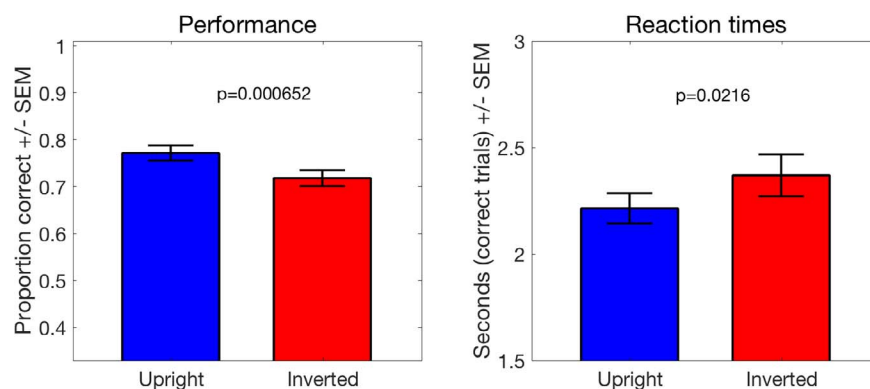 Performance
Proportion correct +/- SEM
1
0.9
0.8
0.7
0.6
0.5
0.4
p=0.000652
Upright
Inverted
Reaction times
Seconds (correct trials) +/- SEM
3
2.5
2
1.5
p=0.0216
Upright
Inverted